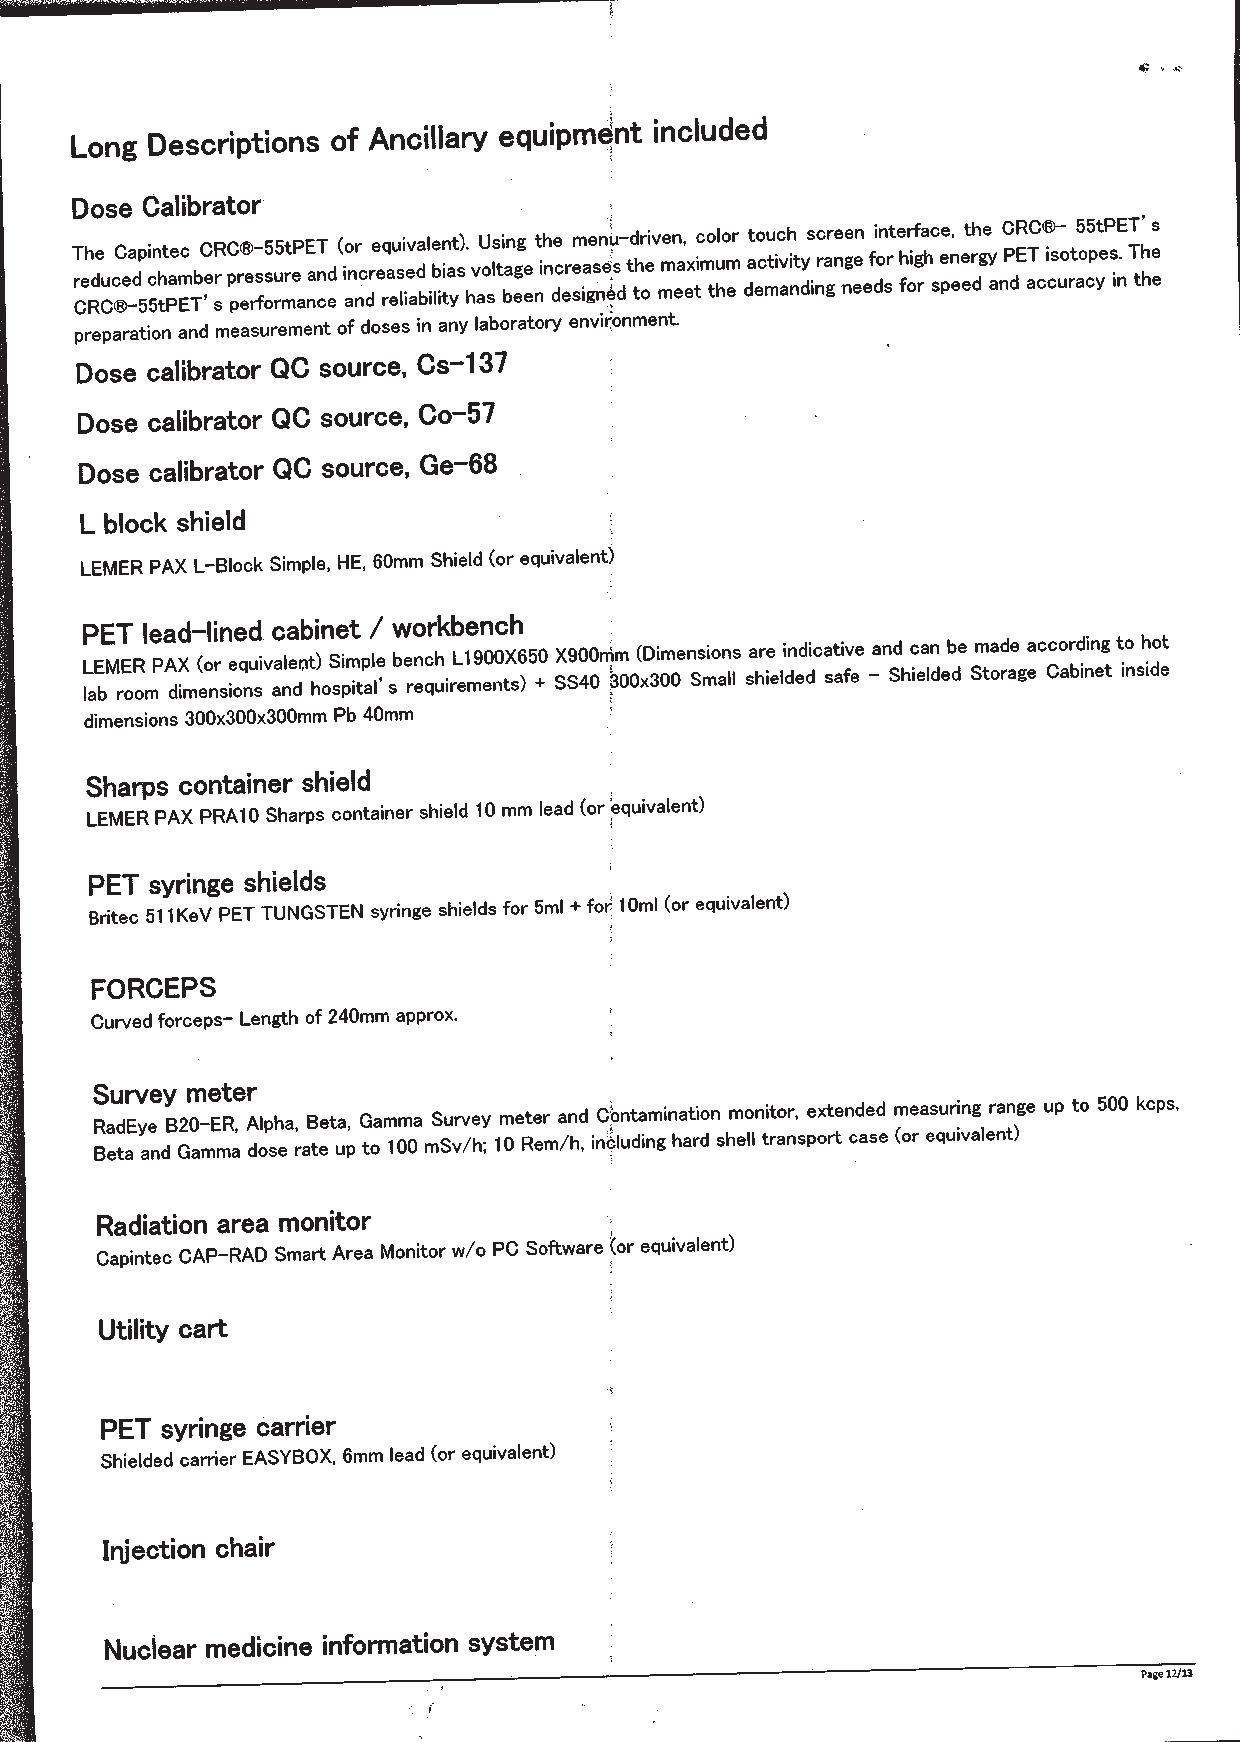 Long Descriptions of Ancillary equipment included
Dose Calibrator
The Capintec CRC®-55tPET (or equivalent). Using the menu-driven, color touch screen interface, the CRC®- 55tPET's
reduced chamber pressure and increased bias voltage increases the maximum activity range for high energy PET isotopes. The
CRC®-55tPET's performance and reliability has been designed to meet the demanding needs for speed and accuracy in the
preparation and measurement of doses in any laboratory environment.
Dose calibrator QC source, Cs-137
Dose calibrator QC source, Co-57
Dose calibrator QC source, Ge-68
L block shield
LEMER PAX L-Block Simple, HE, 60mm Shield (or equivalent)
PET lead-lined cabinet / workbench
LEMER PAX (or equivalent) Simple bench L1900X650 X900mm (Dimensions are indicative and can be made according to hot
lab room dimensions and hospital's requirements) + SS40 300x300 Small shielded safe - Shielded Storage Cabinet inside
dimensions 300x300x300mm Pb 40mm
Sharps container shield
LEMER PAX PRA10 Sharps container shield 10 mm lead (or equivalent)
PET syringe shields
Britec 511KeV PET TUNGSTEN syringe shields for 5ml + for 10ml (or equivalent)
FORCEPS
Curved forceps- Length of 240mm approx.
Survey meter
RadEye B20-ER, Alpha, Beta, Gamma Survey meter and Contamination monitor, extended measuring range up to 500 kcps,
Beta and Gamma dose rate up to 100 mSv/h; 10 Rem/h, including hard shell transport case (or equivalent)
Radiation area monitor
Capintec CAP-RAD Smart Area Monitor w/o PC Software (or equivalent)
Utility cart
PET syringe carrier
Shielded carrier EASYBOX, 6mm lead (or equivalent)
Injection chair
Nuclear medicine information system
Page 12/13